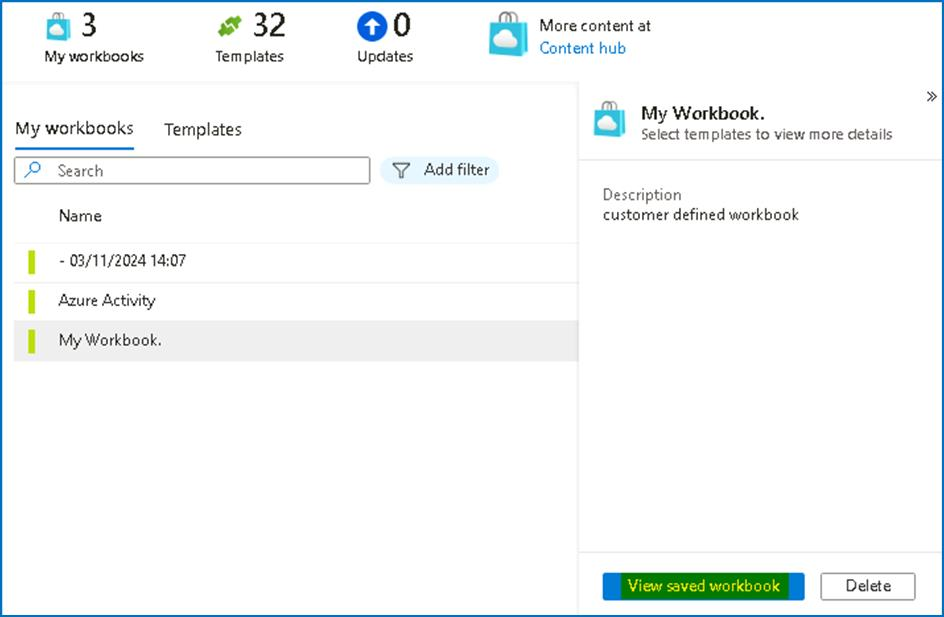 3
My workbooks
32
Templates
0
Updates
More content at
Content hub
My workbooks
Templates
Search
Add filter
Name
- 03/11/2024 14:07
Azure Activity
My Workbook.
»
My Workbook.
Select templates to view more details
Description
customer defined workbook
View saved workbook
Delete